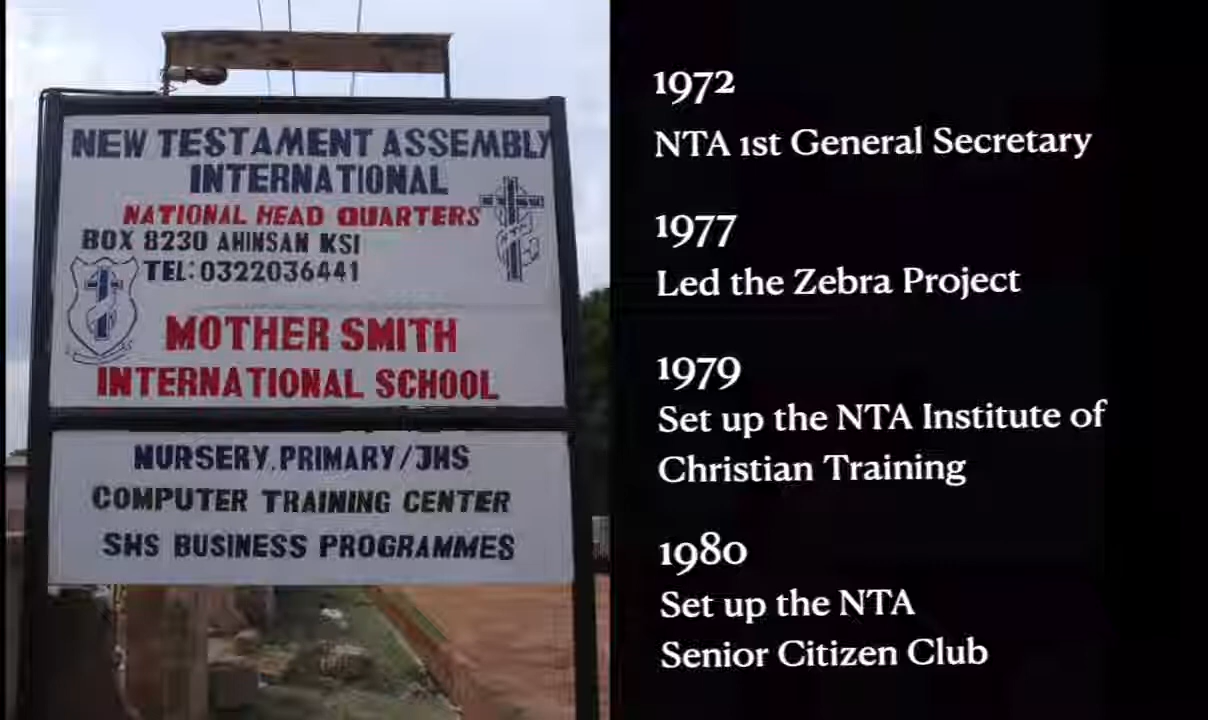 NEW TESTAMENT ASSEMBLY
INTERNATIONAL
NATIONAL HEAD QUARTERS
BOX 8230 AHINSAN KSI
TEL:0322036441
MOTHER SMITH
INTERNATIONAL SCHOOL
NURSERY.PRIMARY/JHS
COMPUTER TRAINING CENTER
SHS BUSINESS PROGRAMMES
1972
NTA 1st General Secretary
1977
Led the Zebra Project
1979
Set up the NTA Institute of
Christian Training
1980
Set up the NTA
Senior Citizen Club